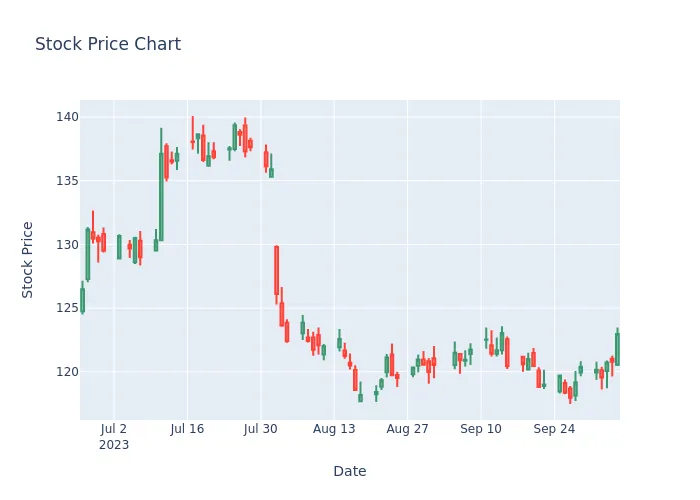 Stock Price Chart
140
135
130
125
120
Stock Price
Jul 2
2023
Jul 16
Jul 30
Aug 13
Aug 27
Sep 10
Sep 24
Date